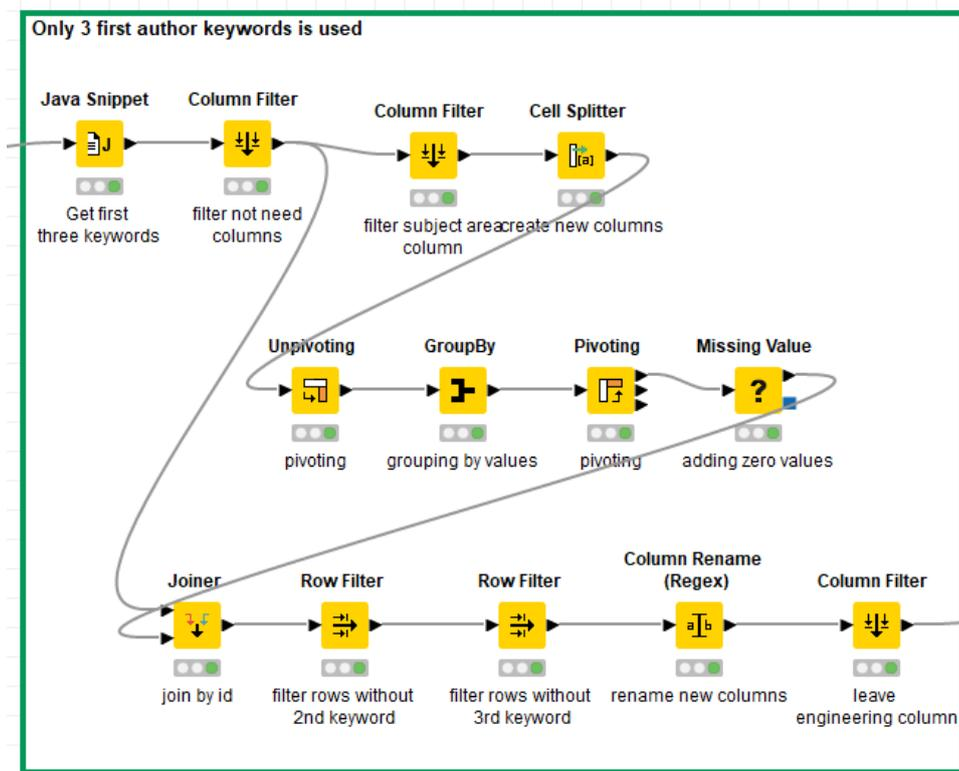 Only 3 first author keywords is used
Java Snippet
Column Filter
Column Filter
Cell Splitter
J
[a]
Get first
three keywords
filter not need
columns
filter subject area
column
create new columns
Unpivoting
GroupBy
Pivoting
Missing Value
?
pivoting
grouping by values
pivoting
adding zero values
Joiner
Row Filter
Row Filter
Column Rename
(Regex)
Column Filter
a b
join by id
filter rows without
2nd keyword
filter rows without
3rd keyword
rename new columns
leave
engineering column